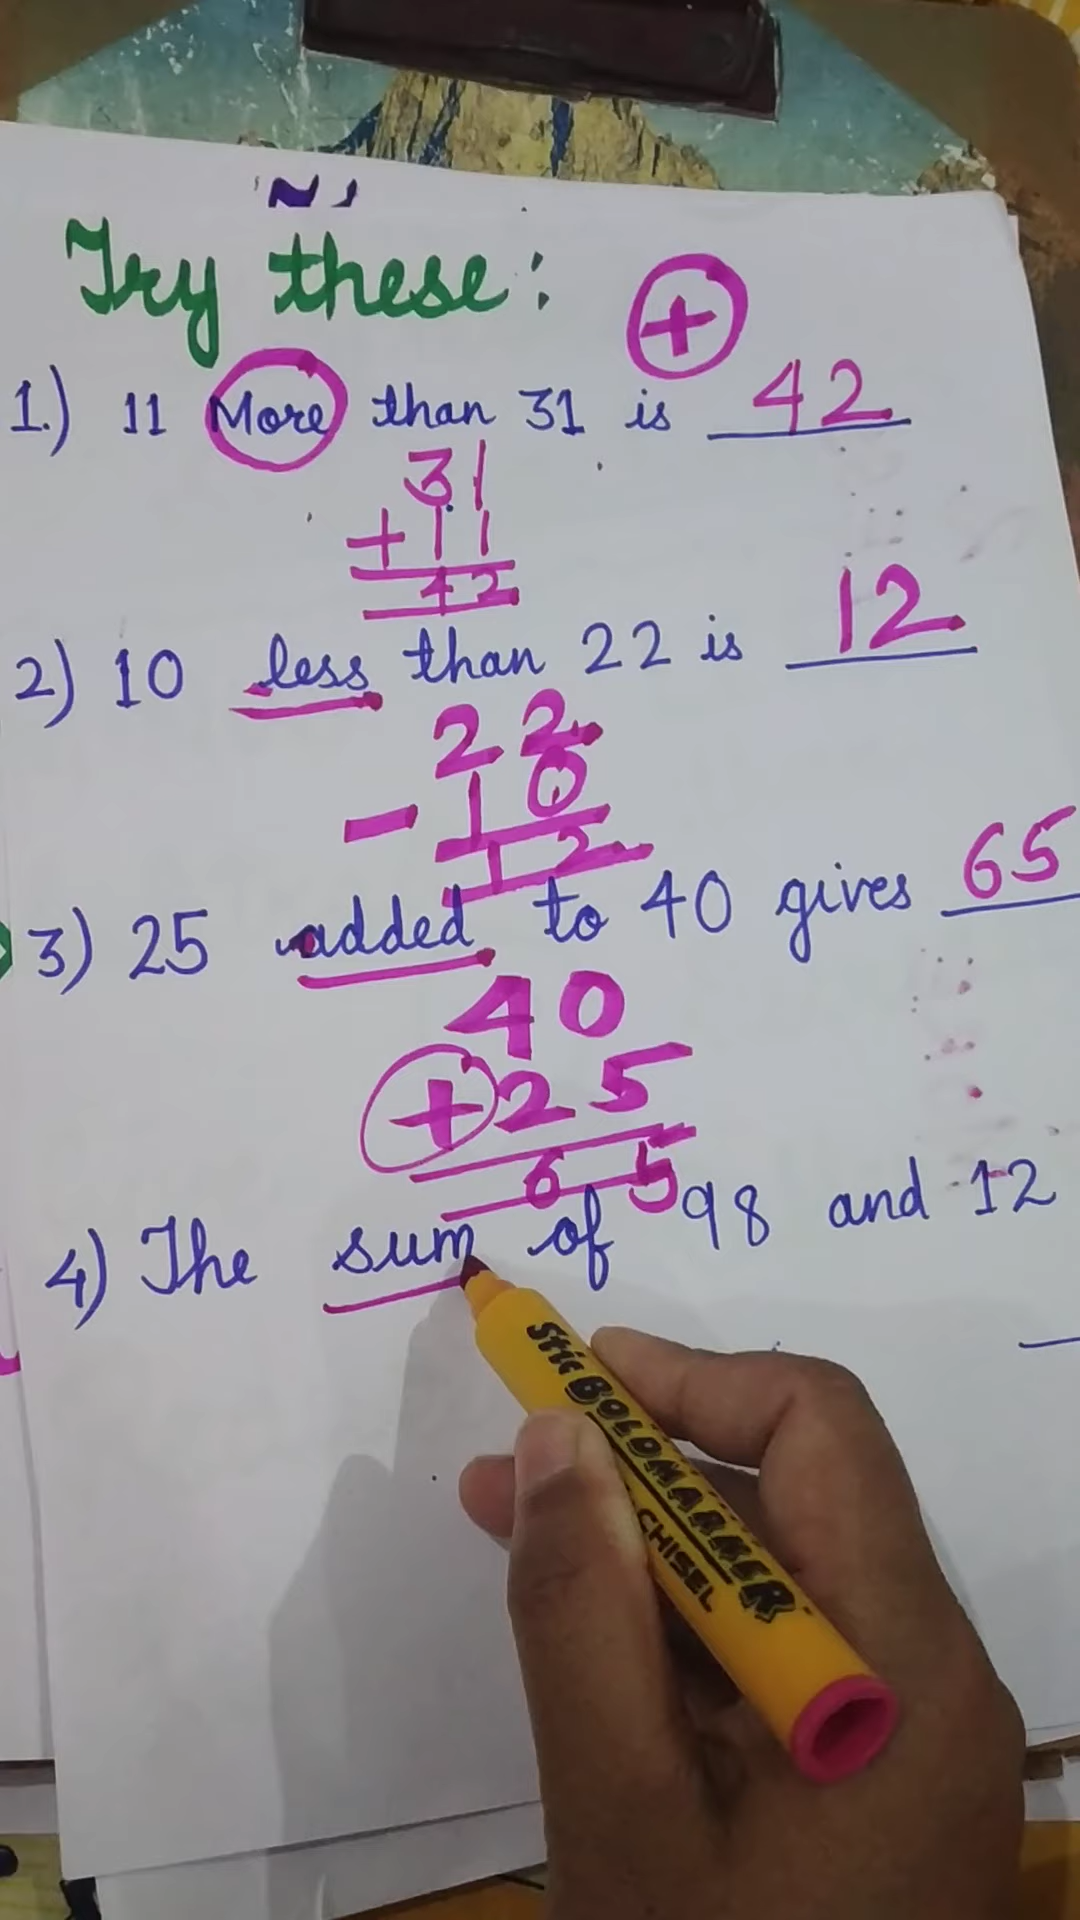 Try these:
+
1.) 11 More than 31 is 42
31
+11
42
2) 10 less than 22 is 12
22
- 10
12
3) 25 added to 40 gives 65
40
+25
65
4) The sum of 98 and 12
Stic BOLDMARKER
CHISEL